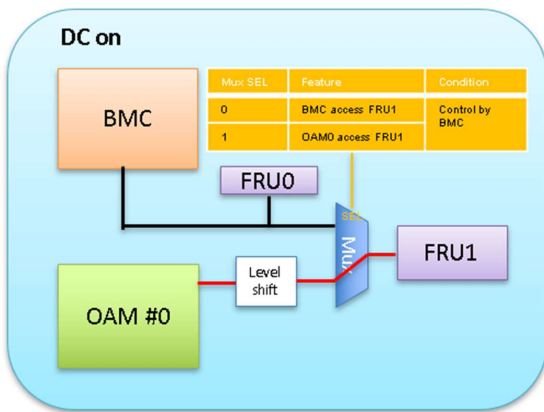 DC on
BMC
Mux SEL Feature Condition
0 BMC access FRU1 Control by BMC
1 OAM0 access FRU1
FRU0
SEL
Mux
FRU1
Level
shift
OAM #0